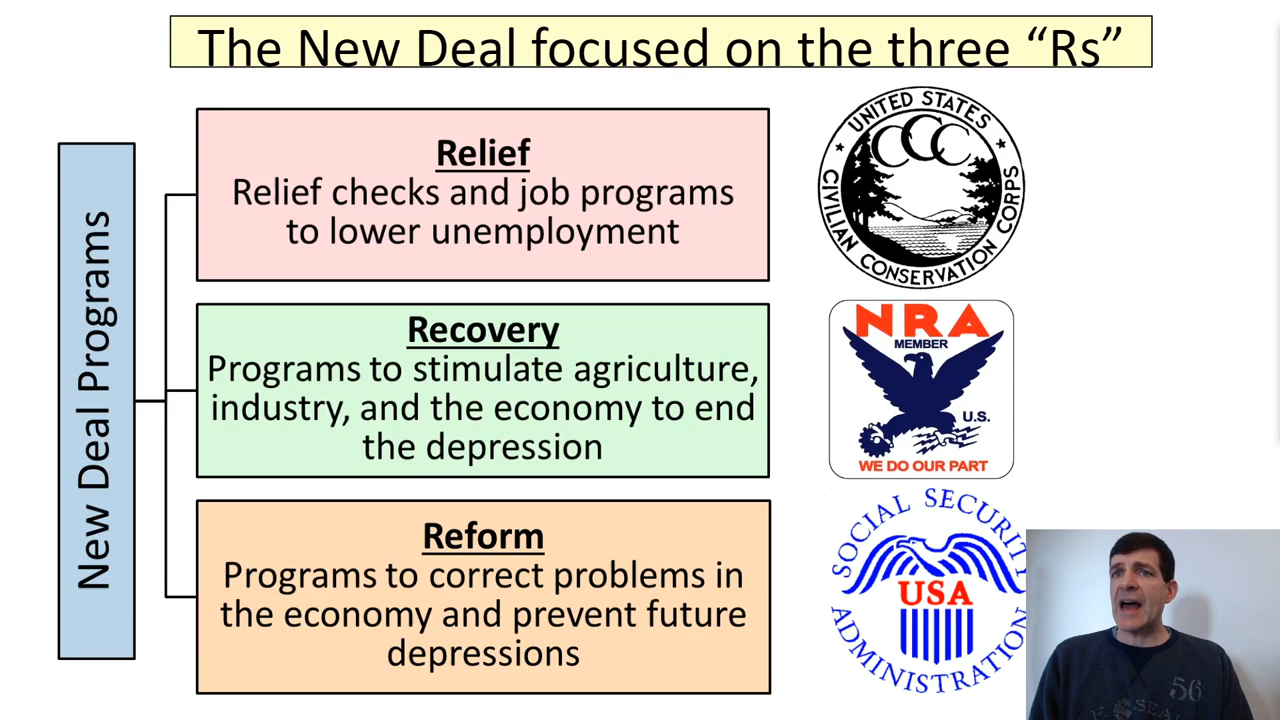 The New Deal focused on the three “Rs”
New Deal Programs
Relief
Relief checks and job programs
to lower unemployment
Recovery
Programs to stimulate agriculture,
industry, and the economy to end
the depression
Reform
Programs to correct problems in
the economy and prevent future
depressions
UNITED STATES
CCC
CIVILIAN CONSERVATION CORPS
NRA
MEMBER
U.S.
WE DO OUR PART
SOCIAL SECURITY
USA
ADMINISTRATION
56